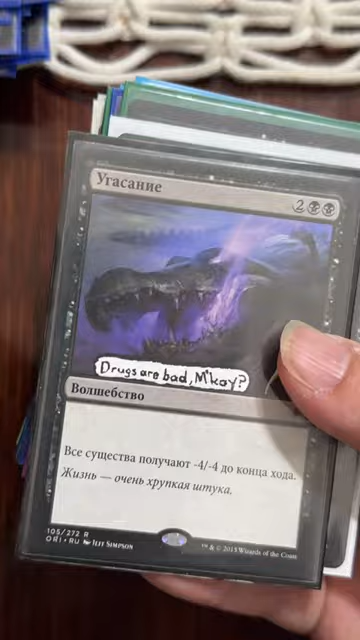 Угасание
2
Drugs are bad, M'kay?
Волшебство
Все существа получают -4/-4 до конца хода.
Жизнь — очень хрупкая штука.
105/272 R
ORI • RU Jeff Simpson
™ & © 2015 Wizards of the Coast